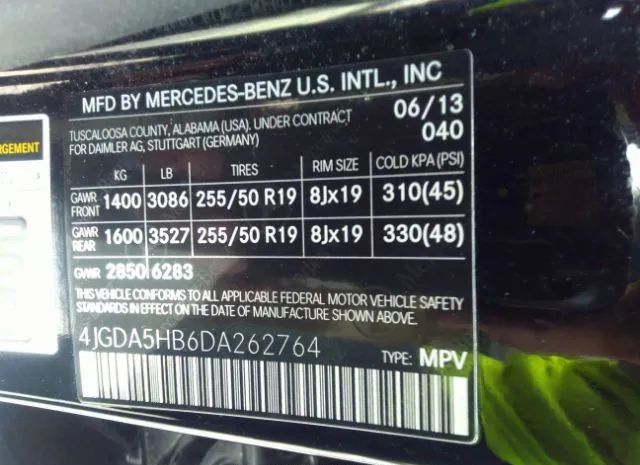 MFD BY MERCEDES-BENZ U.S. INTL., INC
TUSCALOOSA COUNTY, ALABAMA (USA). UNDER CONTRACT
FOR DAIMLER AG, STUTTGART (GERMANY)
06/13
040
KG LB TIRES RIM SIZE COLD KPA (PSI)
GAWR FRONT 1400 3086 255/50 R19 8Jx19 310(45)
GAWR REAR 1600 3527 255/50 R19 8Jx19 330(48)
GVWR 2850 6283
THIS VEHICLE CONFORMS TO ALL APPLICABLE FEDERAL MOTOR VEHICLE SAFETY
STANDARDS IN EFFECT ON THE DATE OF MANUFACTURE SHOWN ABOVE.
4JGDA5HB6DA262764
TYPE: MPV